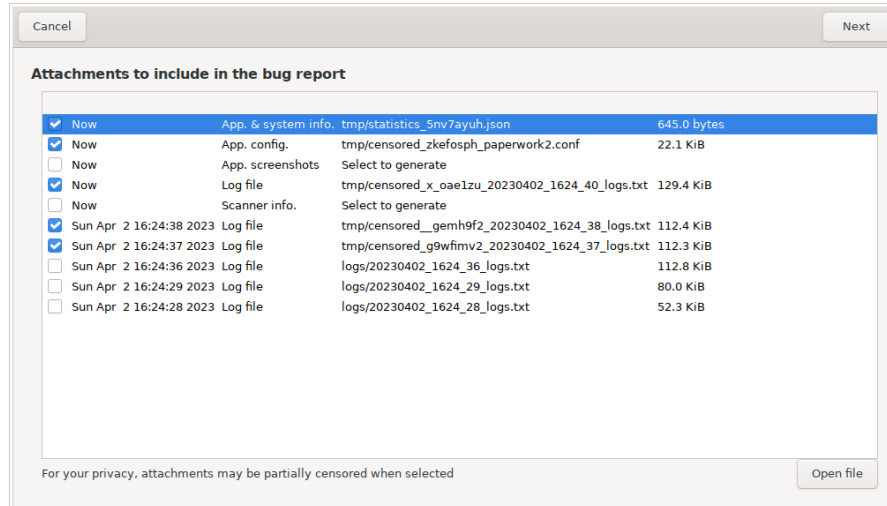 Cancel Next
Attachments to include in the bug report
Now App. & system info. tmp/statistics_5nv7ayuh.json 645.0 bytes
Now App. config. tmp/censored_zkefosph_paperwork2.conf 22.1 KiB
Now App. screenshots Select to generate
Now Log file tmp/censored_x_oae1zu_20230402_1624_40_logs.txt 129.4 KiB
Now Scanner info. Select to generate
Sun Apr 2 16:24:38 2023 Log file tmp/censored__gemh9f2_20230402_1624_38_logs.txt 112.4 KiB
Sun Apr 2 16:24:37 2023 Log file tmp/censored_g9wfimv2_20230402_1624_37_logs.txt 112.3 KiB
Sun Apr 2 16:24:36 2023 Log file logs/20230402_1624_36_logs.txt 112.8 KiB
Sun Apr 2 16:24:29 2023 Log file logs/20230402_1624_29_logs.txt 80.0 KiB
Sun Apr 2 16:24:28 2023 Log file logs/20230402_1624_28_logs.txt 52.3 KiB
For your privacy, attachments may be partially censored when selected Open file